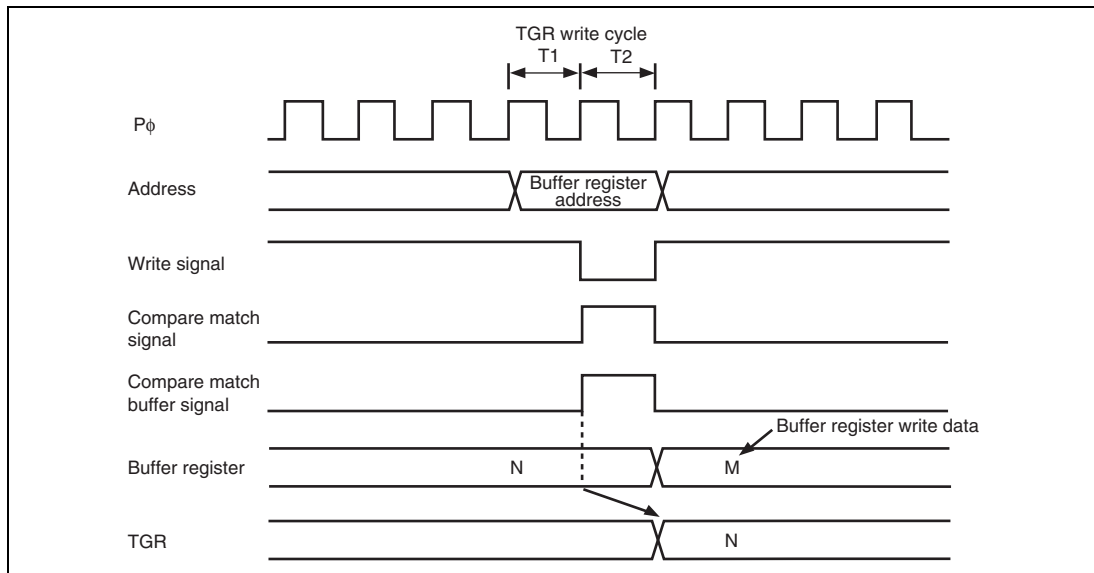 TGR write cycle
T1 T2
Pϕ
Address
Buffer register
address
Write signal
Compare match
signal
Compare match
buffer signal
Buffer register write data
Buffer register
N M
TGR
N